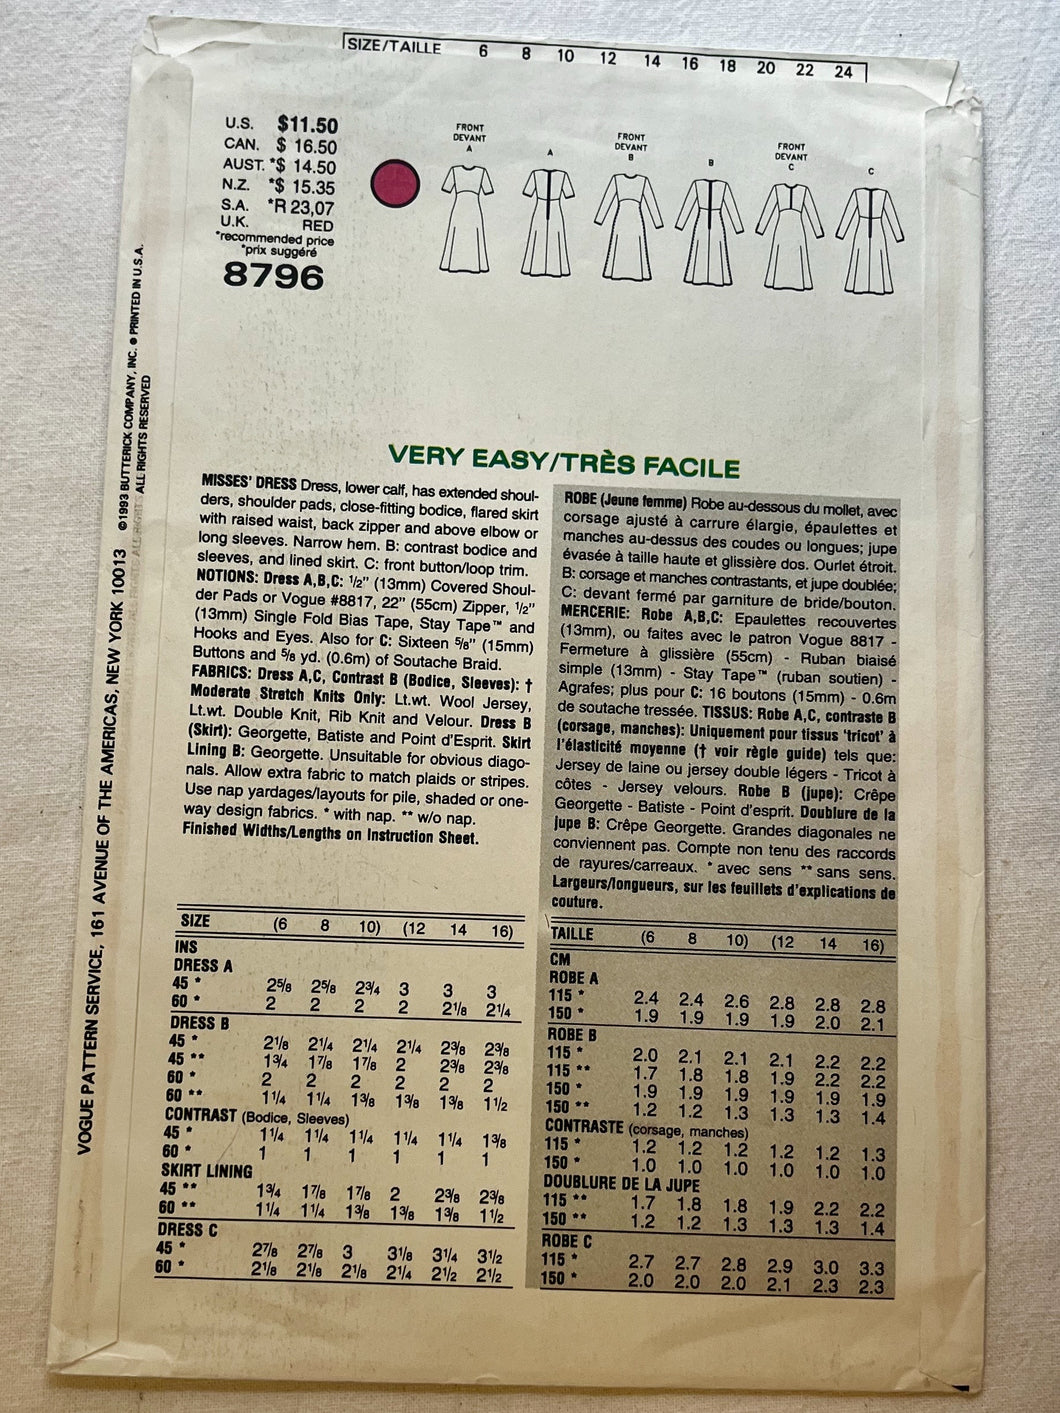 SIZE/TAILLE 6 8 10 12 14 16 18 20 22 24
U.S. $11.50
CAN. $ 16.50
AUST. *$ 14.50
N.Z. *$ 15.35
S.A. *R 23,07
U.K. RED
*recommended price
*prix suggéré
8796
FRONT
DEVANT
A
A
FRONT
DEVANT
B
B
FRONT
DEVANT
C
C
VERY EASY/TRÈS FACILE
MISSES' DRESS Dress, lower calf, has extended shoul-
ders, shoulder pads, close-fitting bodice, flared skirt
with raised waist, back zipper and above elbow or
long sleeves. Narrow hem. B: contrast bodice and
sleeves, and lined skirt. C: front button/loop trim.
NOTIONS: Dress A,B,C: 1/2" (13mm) Covered Shoul-
der Pads or Vogue #8817, 22" (55cm) Zipper, 1/2"
(13mm) Single Fold Bias Tape, Stay Tape™ and
Hooks and Eyes. Also for C: Sixteen 5/8" (15mm)
Buttons and 5/8 yd. (0.6m) of Soutache Braid.
FABRICS: Dress A,C, Contrast B (Bodice, Sleeves): †
Moderate Stretch Knits Only: Lt.wt. Wool Jersey,
Lt.wt. Double Knit, Rib Knit and Velour. Dress B
(Skirt): Georgette, Batiste and Point d'Esprit. Skirt
Lining B: Georgette. Unsuitable for obvious diago-
nals. Allow extra fabric to match plaids or stripes.
Use nap yardages/layouts for pile, shaded or one-
way design fabrics. * with nap. ** w/o nap.
Finished Widths/Lengths on Instruction Sheet.
ROBE (Jeune femme) Robe au-dessous du mollet, avec
corsage ajusté à carrure élargie, épaulettes et
manches au-dessus des coudes ou longues; jupe
évasée à taille haute et glissière dos. Ourlet étroit.
B: corsage et manches contrastants, et jupe doublée;
C: devant fermé par garniture de bride/bouton.
MERCERIE: Robe A,B,C: Epaulettes recouvertes
(13mm), ou faites avec le patron Vogue 8817 -
Fermeture à glissière (55cm) - Ruban biaisé
simple (13mm) - Stay Tape™ (ruban soutien) -
Agrafes; plus pour C: 16 boutons (15mm) - 0.6m
de soutache tressée. TISSUS: Robe A,C, contraste B
(corsage, manches): Uniquement pour tissus 'tricot' à
l'élasticité moyenne († voir règle guide) tels que:
Jersey de laine ou jersey double légers - Tricot à
côtes - Jersey velours. Robe B (jupe): Crêpe
Georgette - Batiste - Point d'esprit. Doublure de la
jupe B: Crêpe Georgette. Grandes diagonales ne
conviennent pas. Compte non tenu des raccords
de rayures/carreaux. * avec sens ** sans sens.
Largeurs/longueurs, sur les feuillets d'explications de
couture.
SIZE (6 8 10) (12 14 16)
INS
DRESS A
45 * 2 5/8 2 5/8 2 3/4 3 3 3
60 * 2 2 2 2 2 1/8 2 1/4
DRESS B
45 * 2 1/8 2 1/4 2 1/4 2 1/4 2 3/8 2 3/8
45 ** 1 3/4 1 7/8 1 7/8 2 2 3/8 2 3/8
60 * 2 2 2 2 2 2
60 ** 1 1/4 1 1/4 1 3/8 1 3/8 1 3/8 1 1/2
CONTRAST (Bodice, Sleeves)
45 * 1 1/4 1 1/4 1 1/4 1 1/4 1 1/4 1 3/8
60 * 1 1 1 1 1 1
SKIRT LINING
45 ** 1 3/4 1 7/8 1 7/8 2 2 3/8 2 3/8
60 ** 1 1/4 1 1/4 1 3/8 1 3/8 1 3/8 1 1/2
DRESS C
45 * 2 7/8 2 7/8 3 3 1/8 3 1/4 3 1/2
60 * 2 1/8 2 1/8 2 1/8 2 1/4 2 1/2 2 1/2
TAILLE (6 8 10) (12 14 16)
CM
ROBE A
115 * 2.4 2.4 2.6 2.8 2.8 2.8
150 * 1.9 1.9 1.9 1.9 2.0 2.1
ROBE B
115 * 2.0 2.1 2.1 2.1 2.2 2.2
115 ** 1.7 1.8 1.8 1.9 2.2 2.2
150 * 1.9 1.9 1.9 1.9 1.9 1.9
150 ** 1.2 1.2 1.3 1.3 1.3 1.4
CONTRASTE (corsage, manches)
115 * 1.2 1.2 1.2 1.2 1.2 1.3
150 * 1.0 1.0 1.0 1.0 1.0 1.0
DOUBLURE DE LA JUPE
115 ** 1.7 1.8 1.8 1.9 2.2 2.2
150 ** 1.2 1.2 1.3 1.3 1.3 1.4
ROBE C
115 * 2.7 2.7 2.8 2.9 3.0 3.3
150 * 2.0 2.0 2.0 2.1 2.3 2.3
VOGUE PATTERN SERVICE, 161 AVENUE OF THE AMERICAS, NEW YORK 10013 ©1993 BUTTERICK COMPANY, INC. ● PRINTED IN U.S.A.
ALL RIGHTS RESERVED